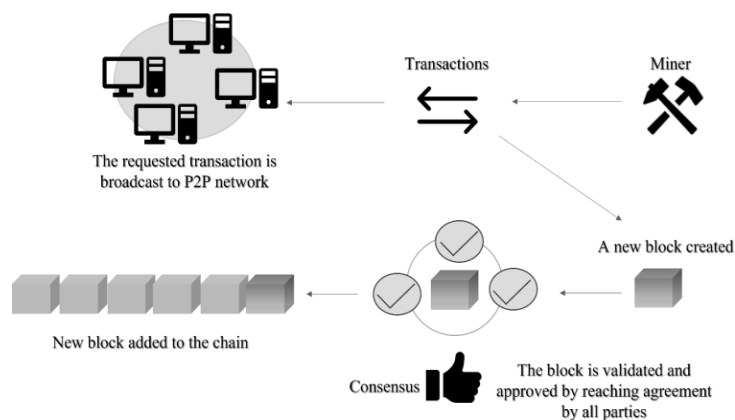 Transactions
Miner
The requested transaction is
broadcast to P2P network
A new block created
New block added to the chain
Consensus
The block is validated and
approved by reaching agreement
by all parties